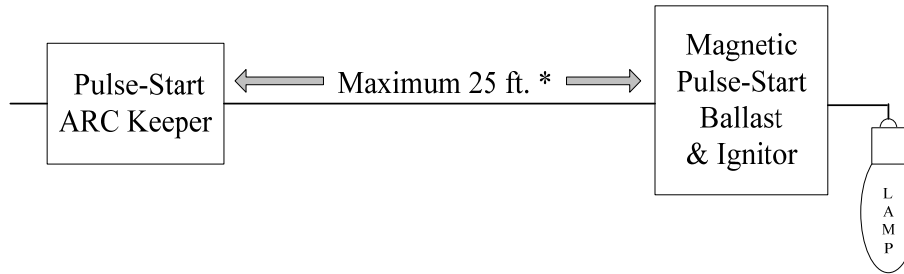 Pulse-Start
ARC Keeper
Maximum 25 ft. *
Magnetic
Pulse-Start
Ballast
& Ignitor
L
A
M
P